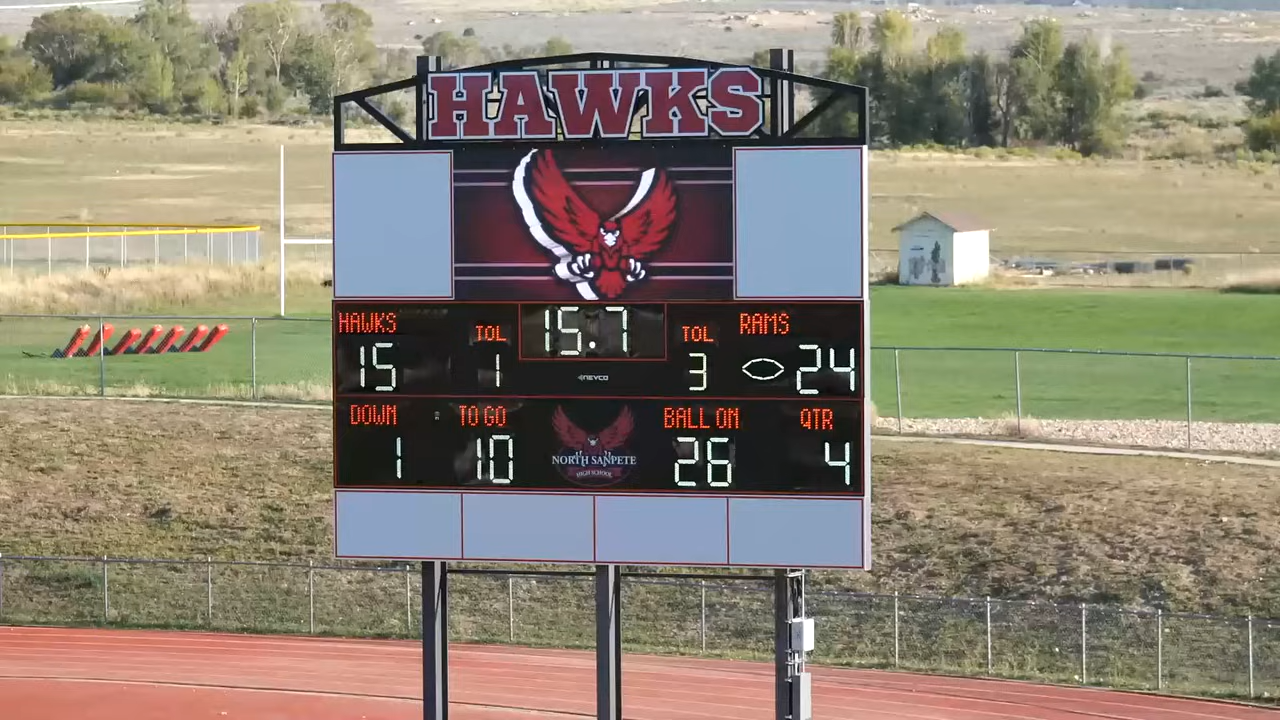 HAWKS
HAWKS TOL 15.7 TOL RAMS
15 1 3 24
NEVCO
DOWN TO GO BALL ON QTR
1 10 26 4
NORTH SANPETE
HIGH SCHOOL